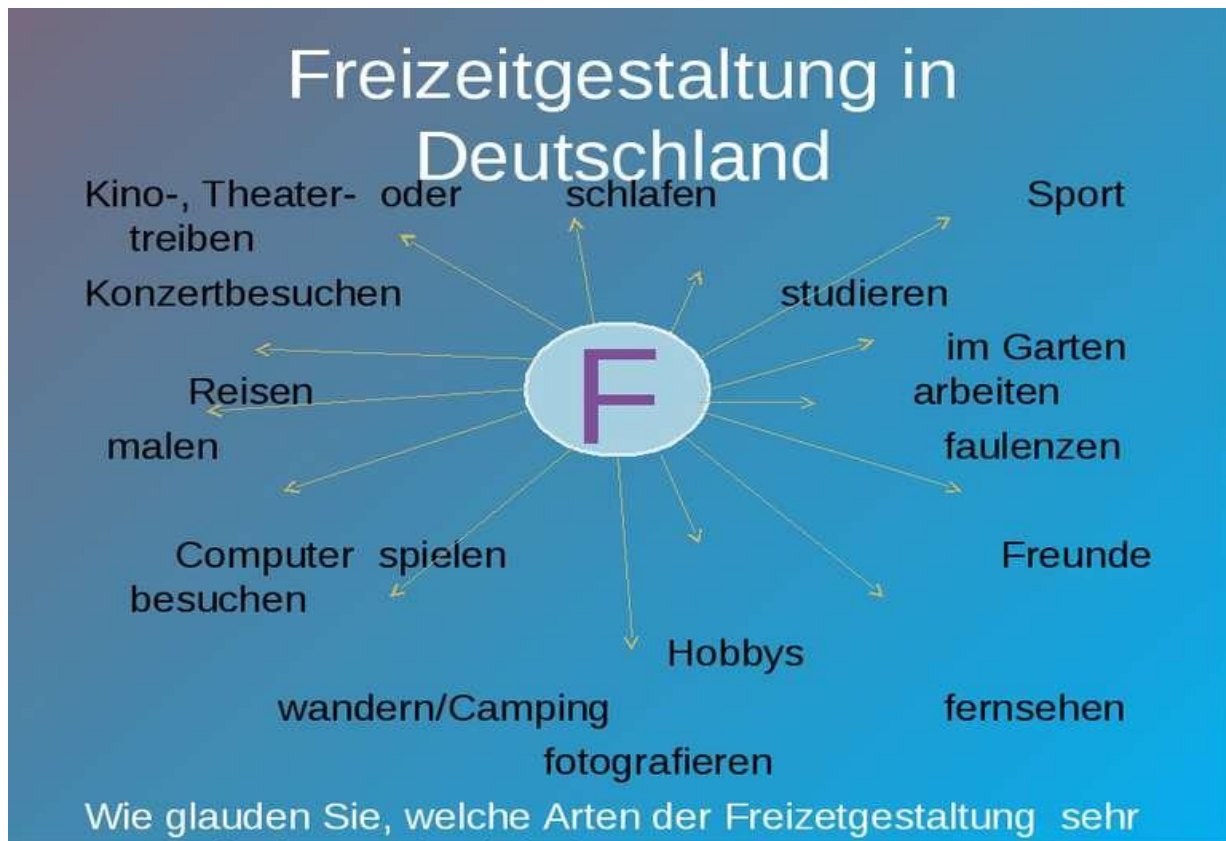 Freizeitgestaltung in
Deutschland
Kino-, Theater- oder schlafen Sport
treiben
Konzertbesuchen studieren
im Garten
Reisen arbeiten
malen faulenzen
F
Computer spielen Freunde
besuchen
Hobbys
wandern/Camping fernsehen
fotografieren
Wie glauden Sie, welche Arten der Freizetgestaltung sehr